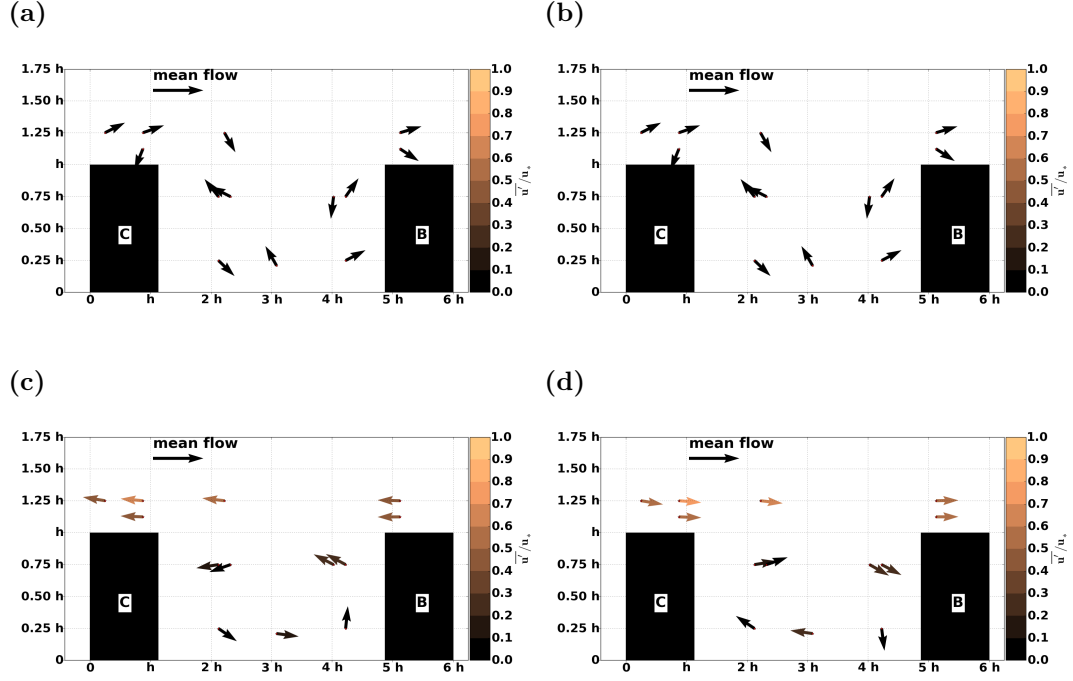 (a)
(b)
1.75 h
1.50 h
1.25 h
h
0.75 h
0.50 h
0.25 h
0
mean flow
C
B
0
h
2 h
3 h
4 h
5 h
6 h
1.0
0.9
0.8
0.7
0.6
0.5
0.4
0.3
0.2
0.1
0.0
u′/u*
1.75 h
1.50 h
1.25 h
h
0.75 h
0.50 h
0.25 h
0
mean flow
C
B
0
h
2 h
3 h
4 h
5 h
6 h
1.0
0.9
0.8
0.7
0.6
0.5
0.4
0.3
0.2
0.1
0.0
u′/u*
(c)
(d)
1.75 h
1.50 h
1.25 h
h
0.75 h
0.50 h
0.25 h
0
mean flow
C
B
0
h
2 h
3 h
4 h
5 h
6 h
1.0
0.9
0.8
0.7
0.6
0.5
0.4
0.3
0.2
0.1
0.0
u′/u*
1.75 h
1.50 h
1.25 h
h
0.75 h
0.50 h
0.25 h
0
mean flow
C
B
0
h
2 h
3 h
4 h
5 h
6 h
1.0
0.9
0.8
0.7
0.6
0.5
0.4
0.3
0.2
0.1
0.0
u′/u*